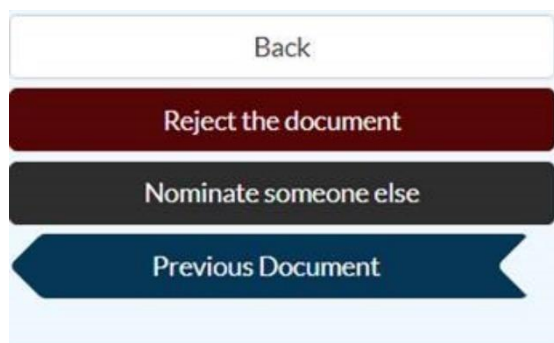 Back
Reject the document
Nominate someone else
Previous Document